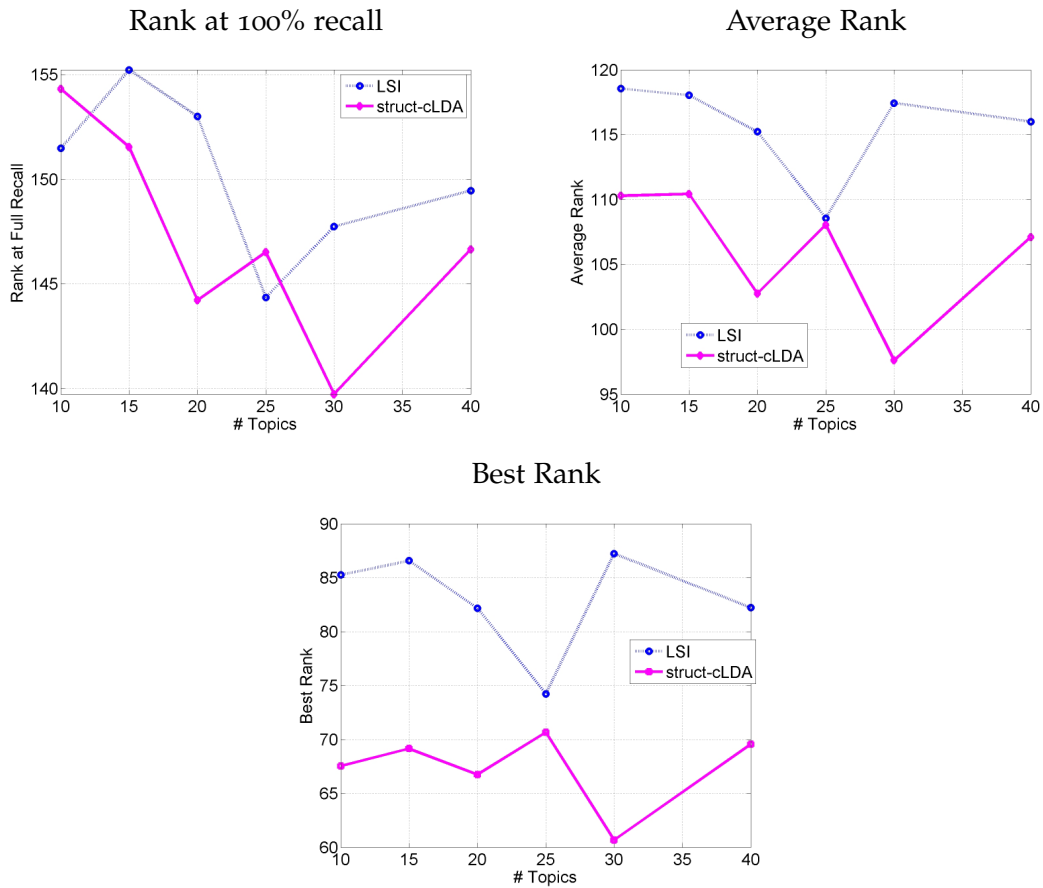 Rank at 100% recall
Rank at Full Recall
155
150
145
140
10 15 20 25 30 35 40
# Topics
LSI
struct-cLDA
Average Rank
Average Rank
120
115
110
105
100
95
10 15 20 25 30 35 40
# Topics
LSI
struct-cLDA
Best Rank
Best Rank
90
85
80
75
70
65
60
10 15 20 25 30 35 40
# Topics
LSI
struct-cLDA